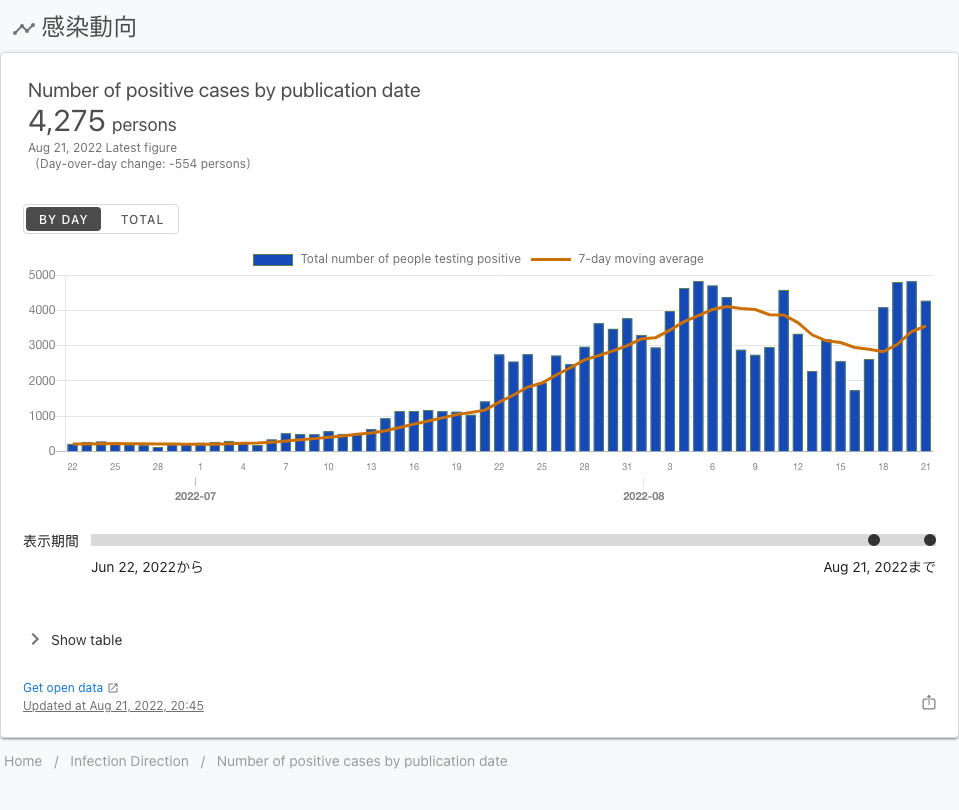 感染動向
Number of positive cases by publication date
4,275 persons
Aug 21, 2022 Latest figure
（Day-over-day change: -554 persons)
BY DAY TOTAL
Total number of people testing positive 7-day moving average
5000
4000
3000
2000
1000
0
22 25 28 1 4 7 10 13 16 19 22 25 28 31 3 6 9 12 15 18 21
2022-07 2022-08
表示期間
Jun 22, 2022から Aug 21, 2022まで
Show table
Get open data
Updated at Aug 21, 2022, 20:45
Home / Infection Direction / Number of positive cases by publication date